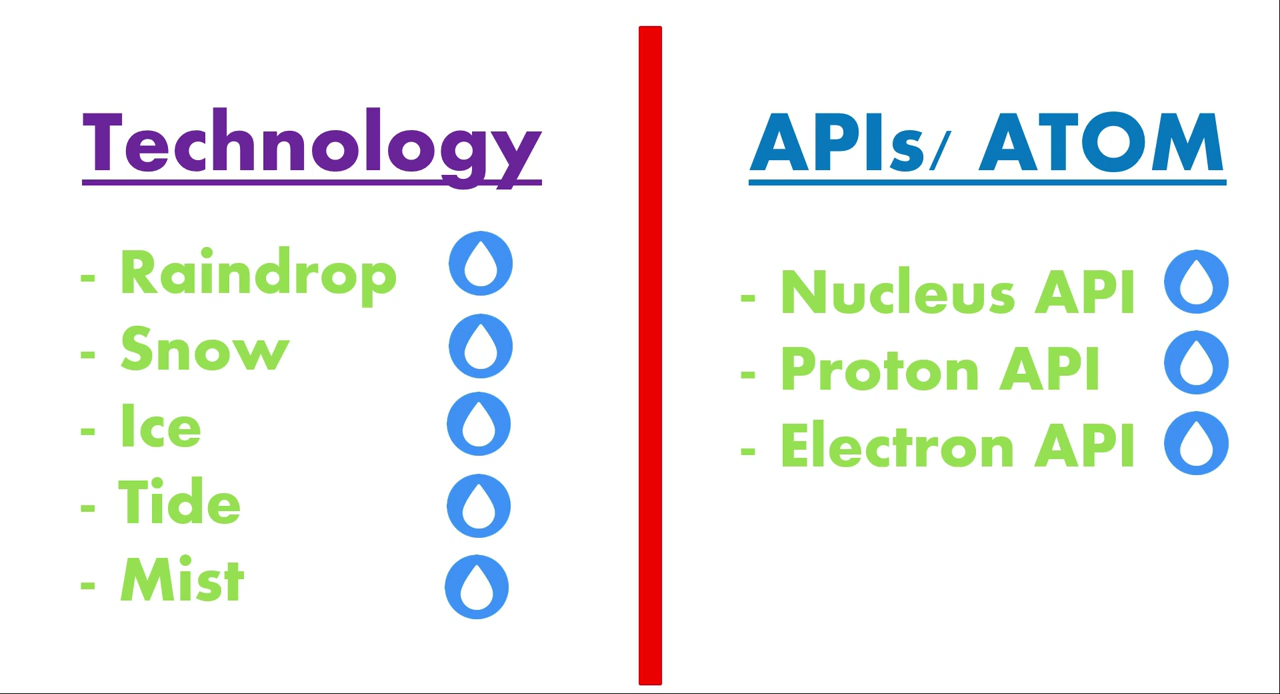 Technology
- Raindrop
- Snow
- Ice
- Tide
- Mist
APIs/ ATOM
- Nucleus API
- Proton API
- Electron API